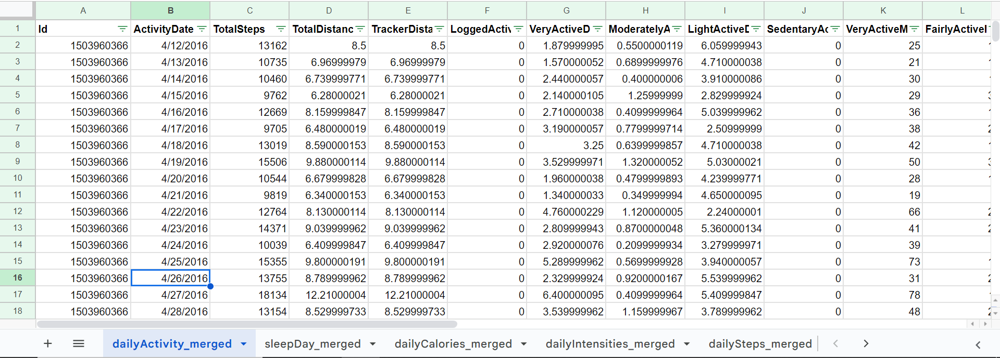 A B C D E F G H I J K L
1 Id ActivityDate TotalSteps TotalDistanc TrackerDista LoggedActiv VeryActiveD ModeratelyA LightActiveD SedentaryAc VeryActiveM FairlyActiveI
2 1503960366 4/12/2016 13162 8.5 8.5 0 1.879999995 0.5500000119 6.059999943 0 25
3 1503960366 4/13/2016 10735 6.96999979 6.96999979 0 1.570000052 0.6899999976 4.710000038 0 21
4 1503960366 4/14/2016 10460 6.739999771 6.739999771 0 2.440000057 0.400000006 3.910000086 0 30
5 1503960366 4/15/2016 9762 6.28000021 6.28000021 0 2.140000105 1.25999999 2.829999924 0 29
6 1503960366 4/16/2016 12669 8.159999847 8.159999847 0 2.710000038 0.4099999964 5.039999962 0 36
7 1503960366 4/17/2016 9705 6.480000019 6.480000019 0 3.190000057 0.7799999714 2.50999999 0 38
8 1503960366 4/18/2016 13019 8.590000153 8.590000153 0 3.25 0.6399999857 4.710000038 0 42
9 1503960366 4/19/2016 15506 9.880000114 9.880000114 0 3.529999971 1.320000052 5.03000021 0 50
10 1503960366 4/20/2016 10544 6.679999828 6.679999828 0 1.960000038 0.4799999893 4.239999771 0 28
11 1503960366 4/21/2016 9819 6.340000153 6.340000153 0 1.340000033 0.349999994 4.650000095 0 19
12 1503960366 4/22/2016 12764 8.130000114 8.130000114 0 4.760000229 1.120000005 2.24000001 0 66
13 1503960366 4/23/2016 14371 9.039999962 9.039999962 0 2.809999943 0.8700000048 5.360000134 0 41
14 1503960366 4/24/2016 10039 6.409999847 6.409999847 0 2.920000076 0.2099999934 3.279999971 0 39
15 1503960366 4/25/2016 15355 9.800000191 9.800000191 0 5.289999962 0.5699999928 3.940000057 0 73
16 1503960366 4/26/2016 13755 8.789999962 8.789999962 0 2.329999924 0.9200000167 5.539999962 0 31
17 1503960366 4/27/2016 18134 12.21000004 12.21000004 0 6.400000095 0.4099999964 5.409999847 0 78
18 1503960366 4/28/2016 13154 8.529999733 8.529999733 0 3.539999962 1.159999967 3.789999962 0 48
dailyActivity_merged sleepDay_merged dailyCalories_merged dailyIntensities_merged dailySteps_merged